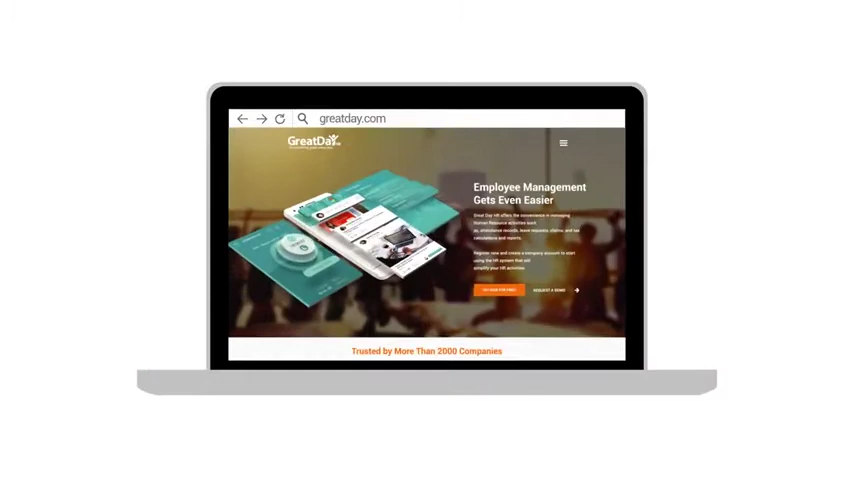 greatday.com
GreatDay
Employee Management
Gets Even Easier
Great Day HR offers the convenience in managing
Human Resource activities such
as, attendance records, leave requests, claims, and tax
calculations and reports.
Register now and create a company account to start
using the HR system that will
simplify your HR activities
REQUEST A DEMO
Trusted by More Than 2000 Companies